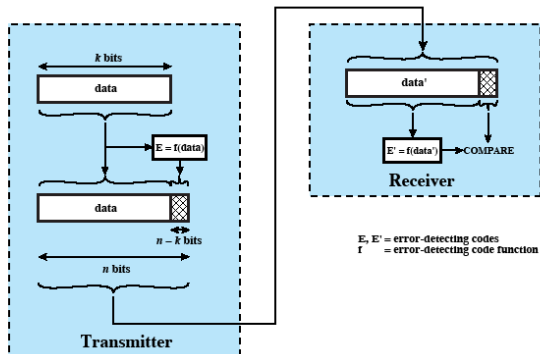 k bits
data
E = f(data)
data
n – k bits
n bits
Transmitter
data'
E' = f(data')
COMPARE
Receiver
E, E' = error-detecting codes
f = error-detecting code function